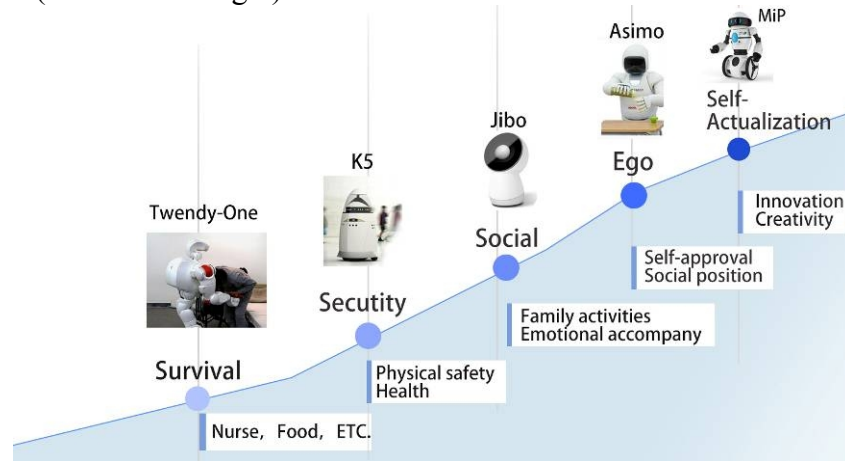 MiP
Asimo
Self-
Actualization
Jibo
Ego
K5
Innovation
Creativity
Twendy-One
Social
Self-approval
Social position
Secutity
Family activities
Emotional accompany
Survival
Physical safety
Health
Nurse, Food, ETC.